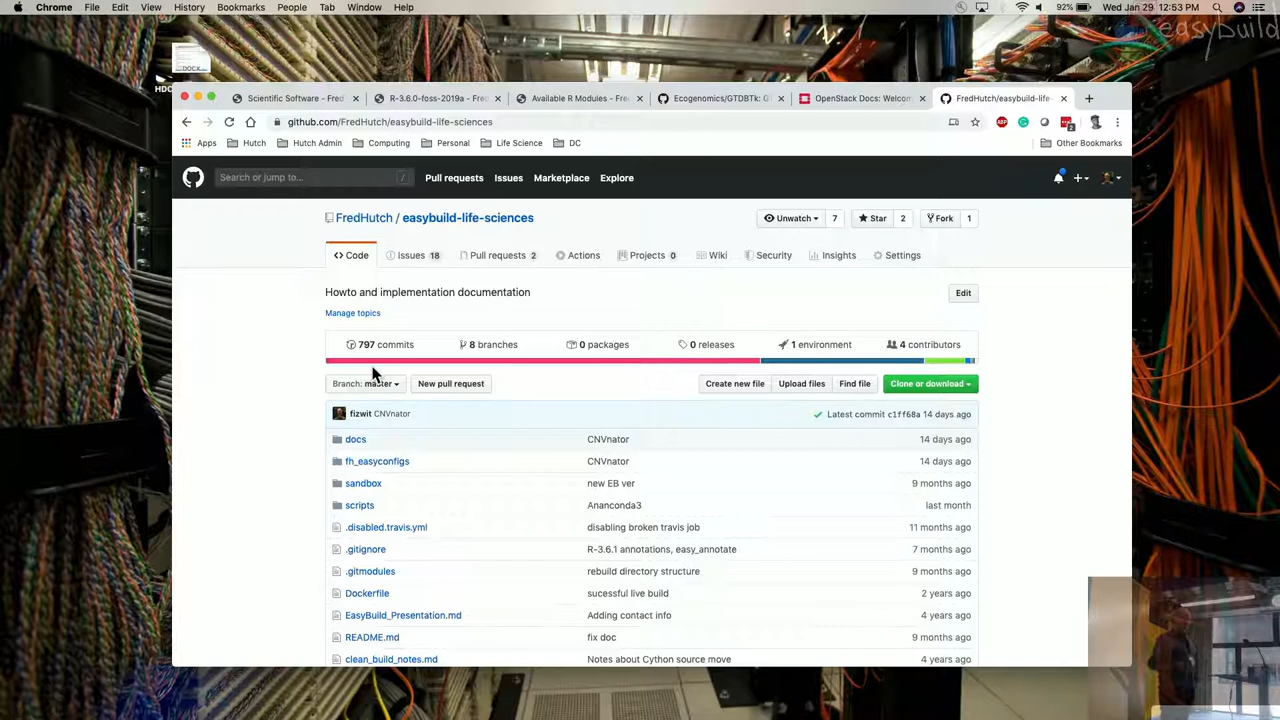 Chrome File Edit View History Bookmarks People Tab Window Help 92% Wed Jan 29 12:53 PM
easybuild
DOCX
HDC
Scientific Software - Fred R-3.6.0-foss-2019a - Fred Available R Modules - Fred Ecogenomics/GTDBTk: G OpenStack Docs: Welcom FredHutch/easybuild-life-
github.com/FredHutch/easybuild-life-sciences
Apps Hutch Hutch Admin Computing Personal Life Science DC Other Bookmarks
Search or jump to... / Pull requests Issues Marketplace Explore
FredHutch / easybuild-life-sciences Unwatch 7 Star 2 Fork 1
Code Issues 18 Pull requests 2 Actions Projects 0 Wiki Security Insights Settings
Howto and implementation documentation Edit
Manage topics
797 commits 8 branches 0 packages 0 releases 1 environment 4 contributors
Branch: master New pull request Create new file Upload files Find file Clone or download
fizwit CNVnator Latest commit c1ff68a 14 days ago
docs CNVnator 14 days ago
fh_easyconfigs CNVnator 14 days ago
sandbox new EB ver 9 months ago
scripts Ananconda3 last month
.disabled.travis.yml disabling broken travis job 11 months ago
.gitignore R-3.6.1 annotations, easy_annotate 7 months ago
.gitmodules rebuild directory structure 9 months ago
Dockerfile sucessful live build 2 years ago
EasyBuild_Presentation.md Adding contact info 4 years ago
README.md fix doc 9 months ago
clean_build_notes.md Notes about Cython source move 4 years ago